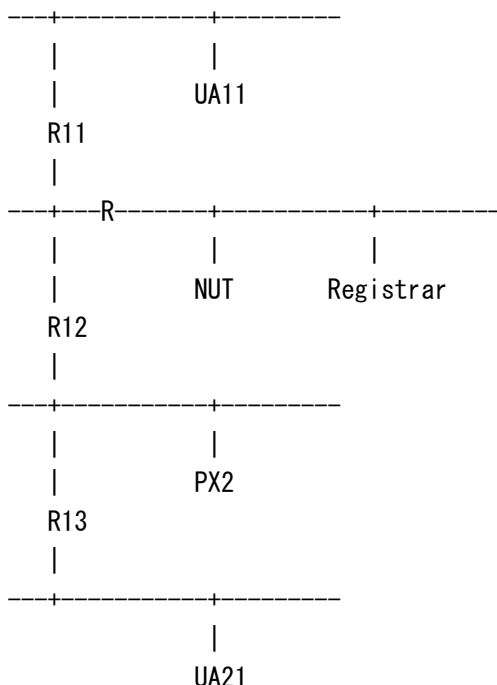 ---+-------------+----------
   |             |
   |            UA11
  R11
   |
---+---R---------+-------------+----------
   |             |             |
   |            NUT        Registrar
  R12
   |
---+-------------+----------
   |             |
   |            PX2
  R13
   |
---+-------------+----------
                 |
                UA21